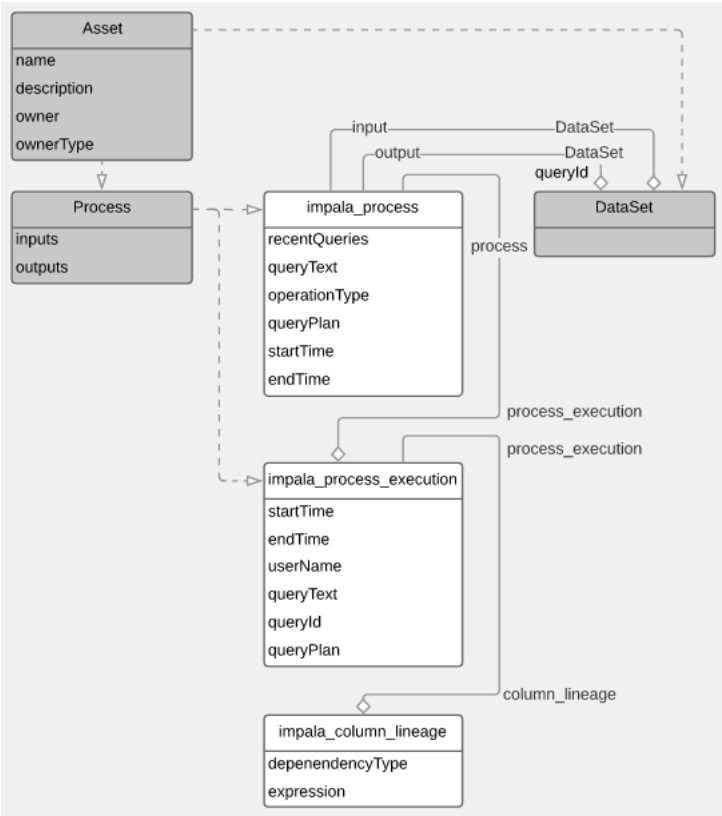 Asset
name
description
owner
ownerType
Process
inputs
outputs
input
DataSet
output
DataSet
queryId
DataSet
impala_process
recentQueries
queryText
operationType
queryPlan
startTime
endTime
process
process_execution
process_execution
impala_process_execution
startTime
endTime
userName
queryText
queryId
queryPlan
column_lineage
impala_column_lineage
depenendencyType
expression